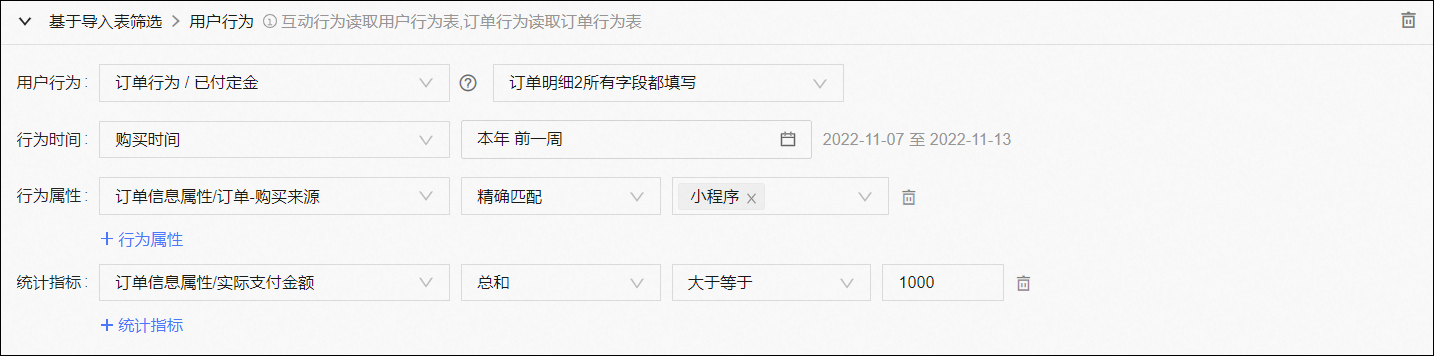 基于导入表筛选 > 用户行为 ① 互动行为读取用户行为表,订单行为读取订单行为表
用户行为: 订单行为 / 已付定金 ? 订单明细2所有字段都填写
行为时间: 购买时间 本年 前一周 2022-11-07 至 2022-11-13
行为属性: 订单信息属性/订单-购买来源 精确匹配 小程序 ×
+ 行为属性
统计指标: 订单信息属性/实际支付金额 总和 大于等于 1000
+ 统计指标